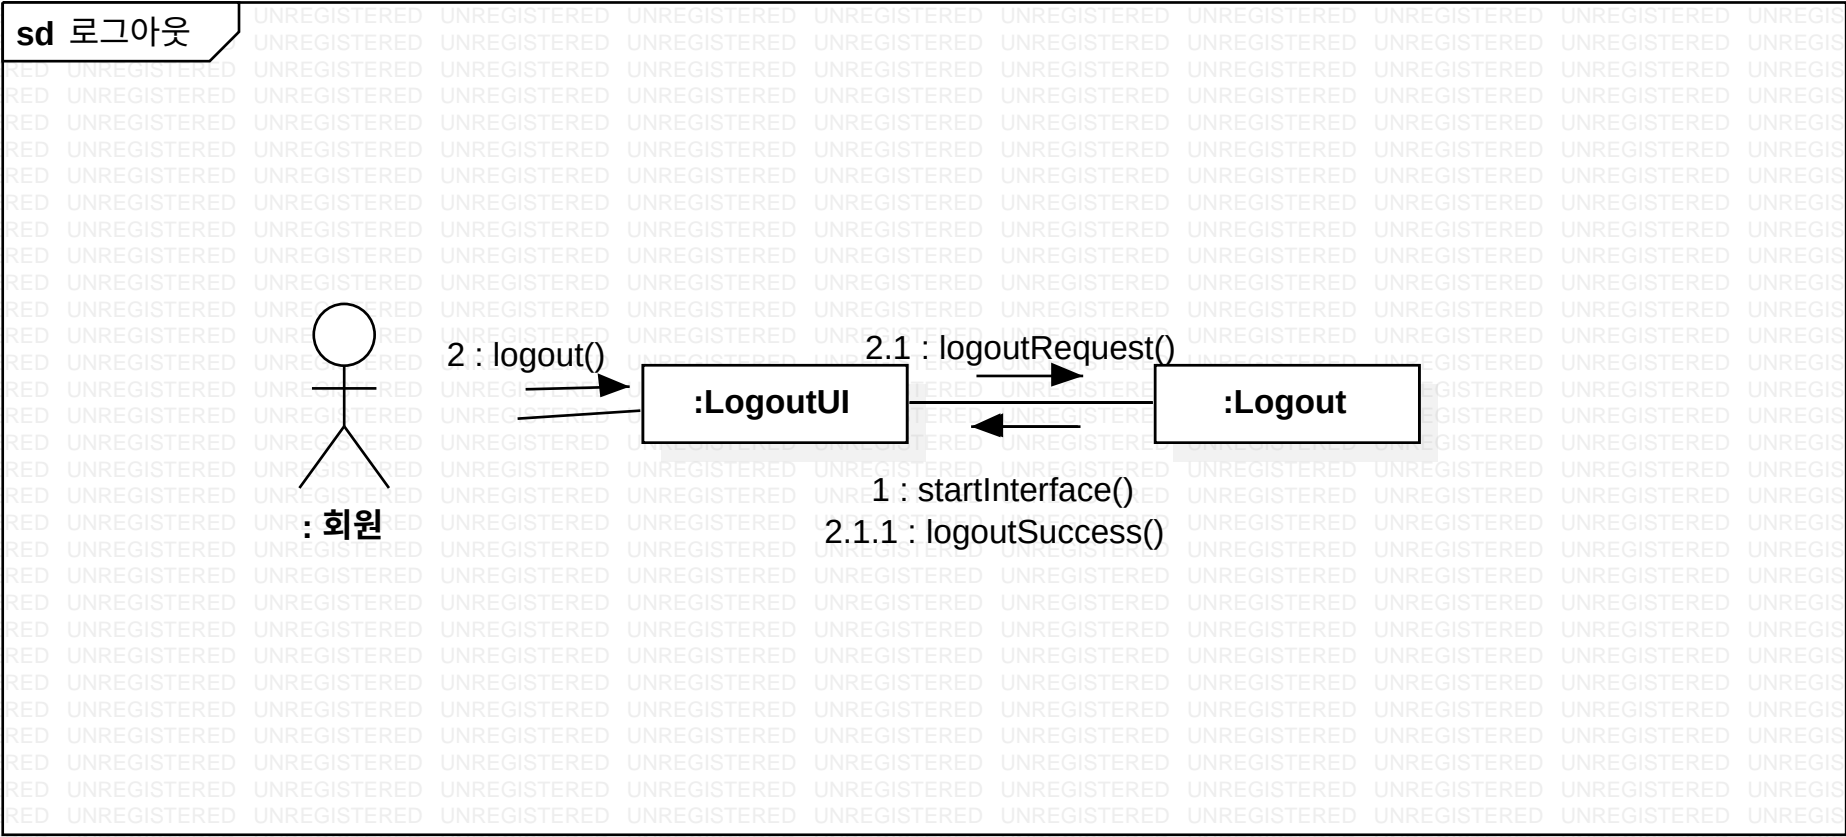 sd 로그아웃
2 : logout()
2.1 : logoutRequest()
:LogoutUI
:Logout
1 : startInterface()
2.1.1 : logoutSuccess()
: 회원
UNREGISTERED